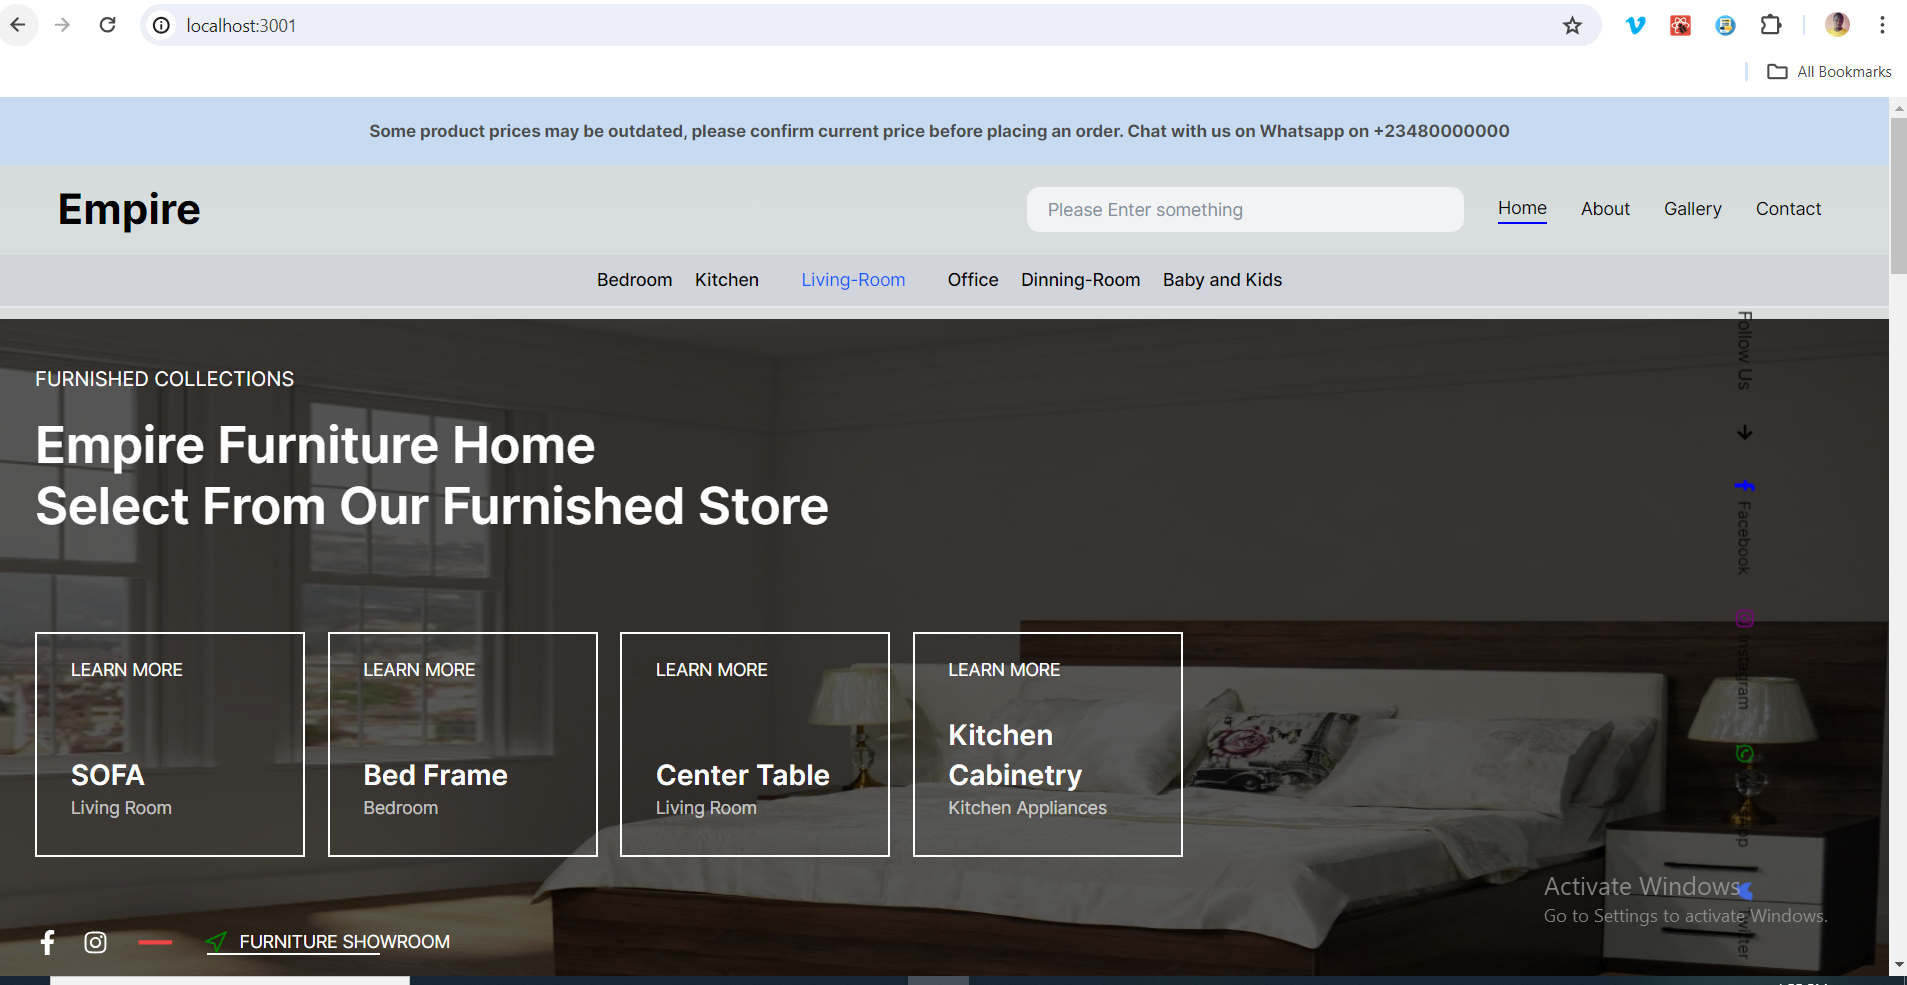 localhost:3001
All Bookmarks
Some product prices may be outdated, please confirm current price before placing an order. Chat with us on Whatsapp on +23480000000
Empire
Please Enter something
Home About Gallery Contact
Bedroom Kitchen Living-Room Office Dinning-Room Baby and Kids
Follow Us
Facebook
Instagram
Twitter
FURNISHED COLLECTIONS
Empire Furniture Home
Select From Our Furnished Store
LEARN MORE
SOFA
Living Room
LEARN MORE
Bed Frame
Bedroom
LEARN MORE
Center Table
Living Room
LEARN MORE
Kitchen
Cabinetry
Kitchen Appliances
Activate Windows
Go to Settings to activate Windows.
FURNITURE SHOWROOM